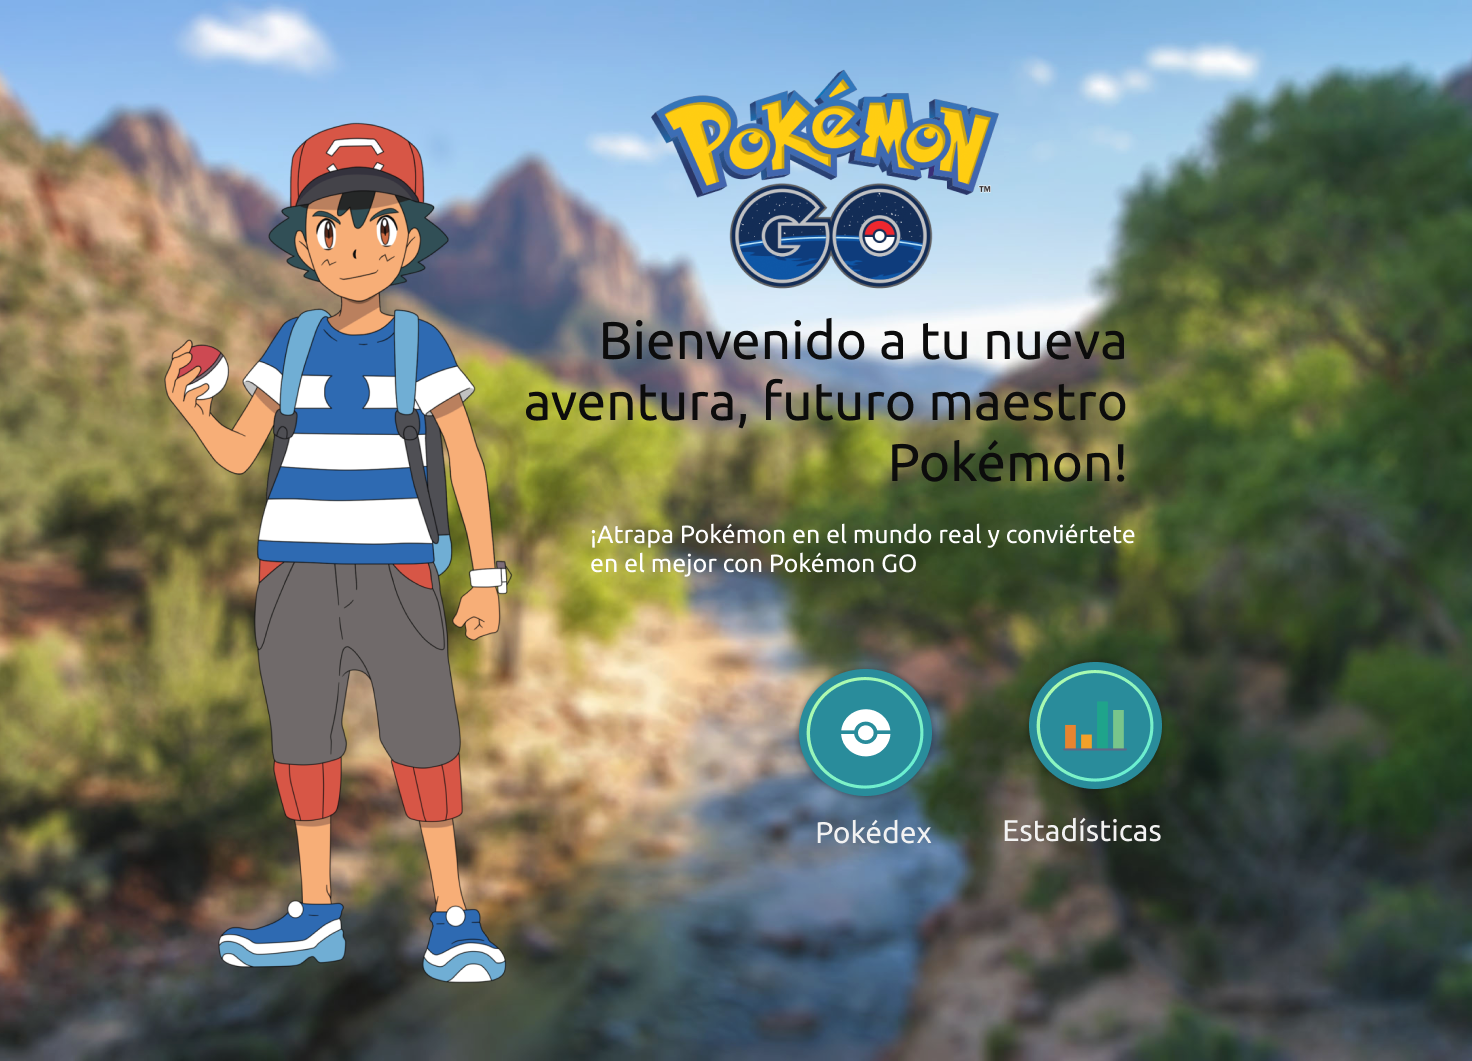 POKéMON
GO
TM
Bienvenido a tu nueva
aventura, futuro maestro
Pokémon!
¡Atrapa Pokémon en el mundo real y conviértete
en el mejor con Pokémon GO
Pokédex
Estadísticas